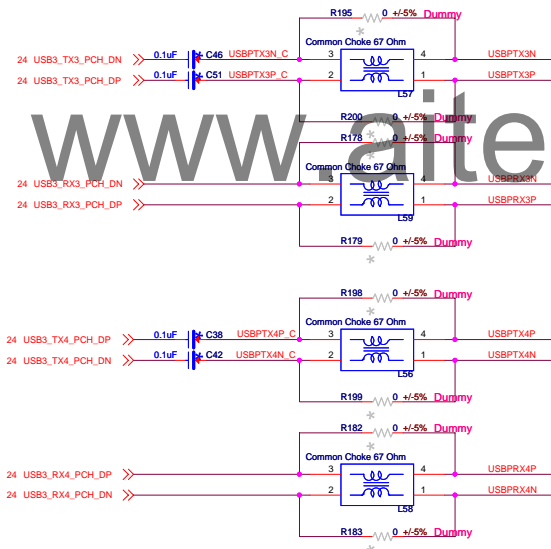 R195 0 +/-5% Dummy
*
Common Choke 67 Ohm
24 USB3_TX3_PCH_DN 0.1uF C46 USBPTX3N_C 3 4 USBPTX3N
24 USB3_TX3_PCH_DP 0.1uF C51 USBPTX3P_C 2 1 USBPTX3P
L57
R200 0 +/-5% Dummy
*
www.aite
R178 0 +/-5% Dummy
*
Common Choke 67 Ohm
24 USB3_RX3_PCH_DN 3 4 USBPRX3N
24 USB3_RX3_PCH_DP 2 1 USBPRX3P
L59
R179 0 +/-5% Dummy
*
R198 0 +/-5% Dummy
*
Common Choke 67 Ohm
24 USB3_TX4_PCH_DP 0.1uF C38 USBPTX4P_C 3 4 USBPTX4P
24 USB3_TX4_PCH_DN 0.1uF C42 USBPTX4N_C 2 1 USBPTX4N
L56
R199 0 +/-5% Dummy
*
R182 0 +/-5% Dummy
*
Common Choke 67 Ohm
24 USB3_RX4_PCH_DP 3 4 USBPRX4P
24 USB3_RX4_PCH_DN 2 1 USBPRX4N
L58
R183 0 +/-5% Dummy
*